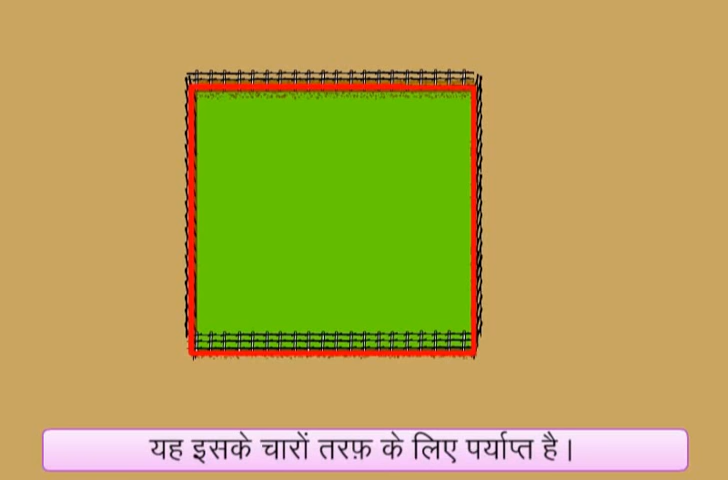 यह इसके चारों तरफ़ के लिए पर्याप्त है।